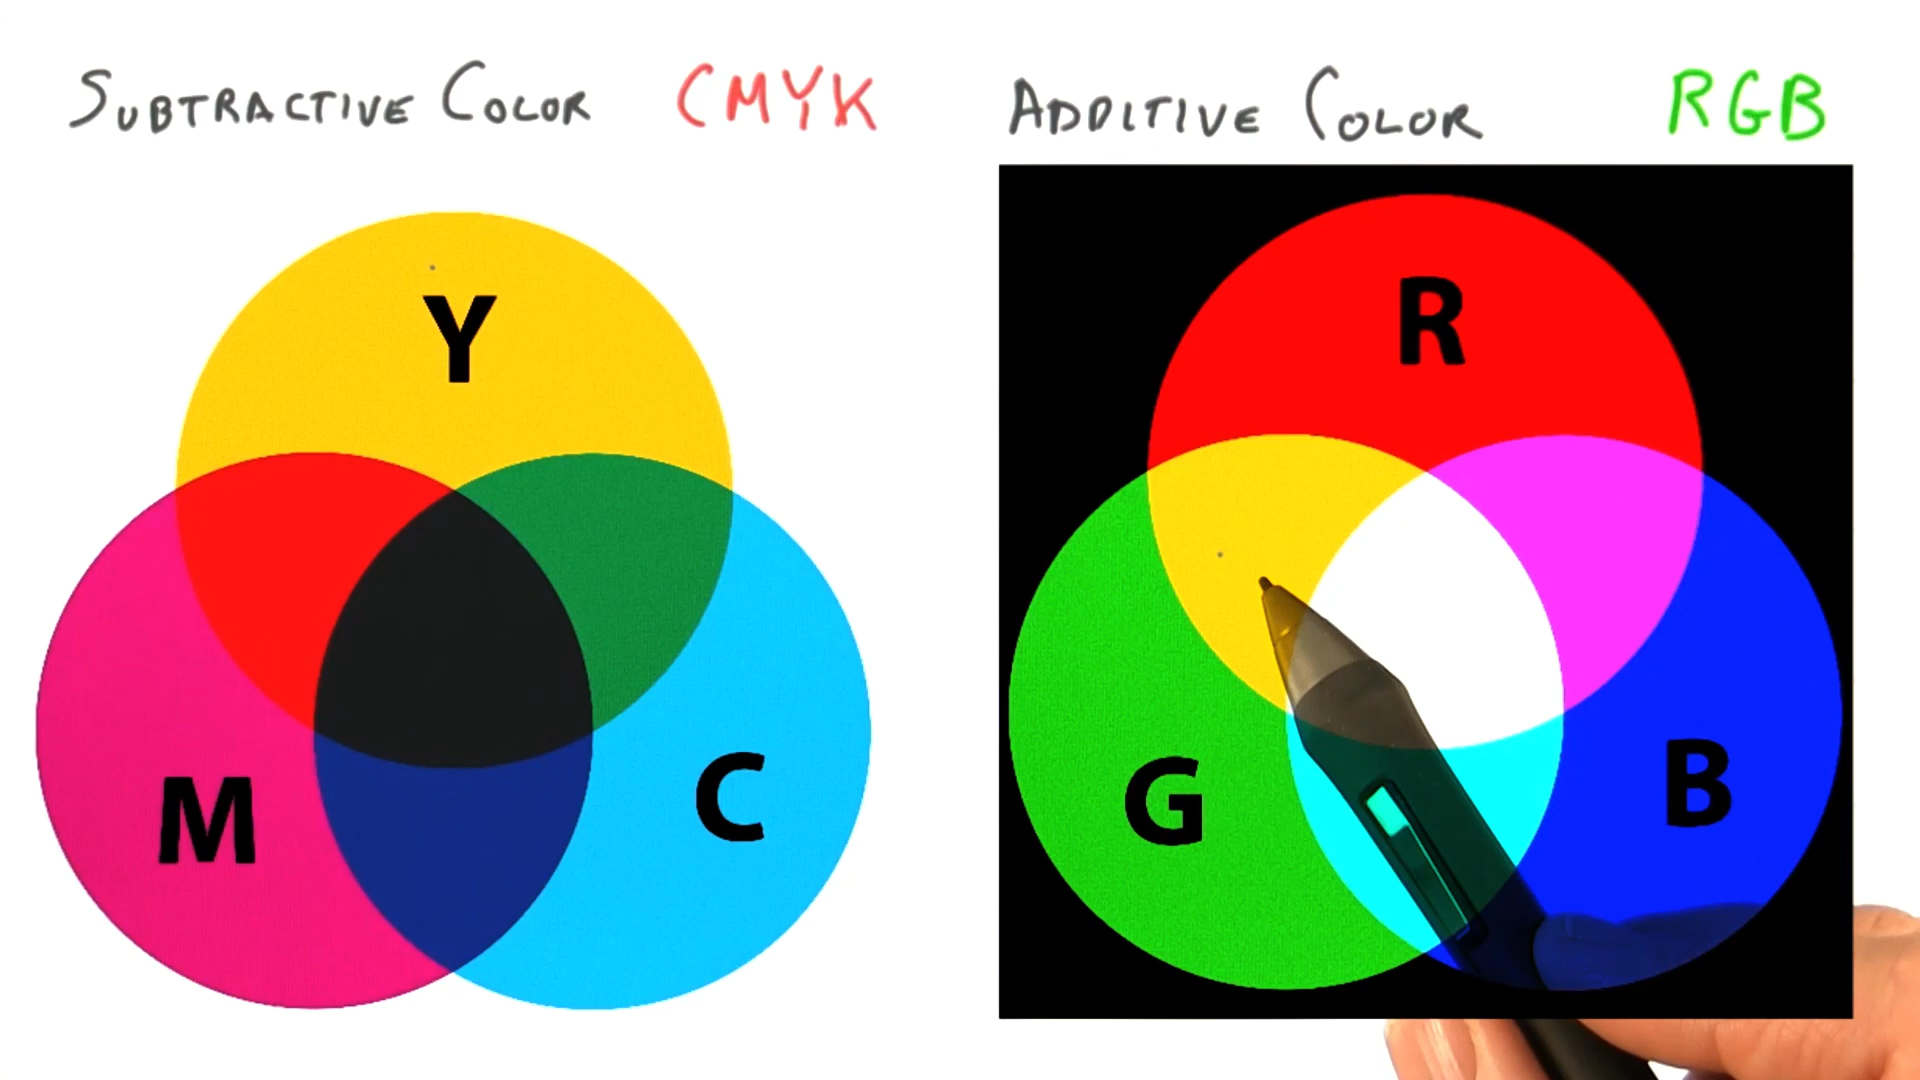 SUBTRACTIVE COLOR CMYK
ADDITIVE COLOR RGB
Y
M
C
R
G
B